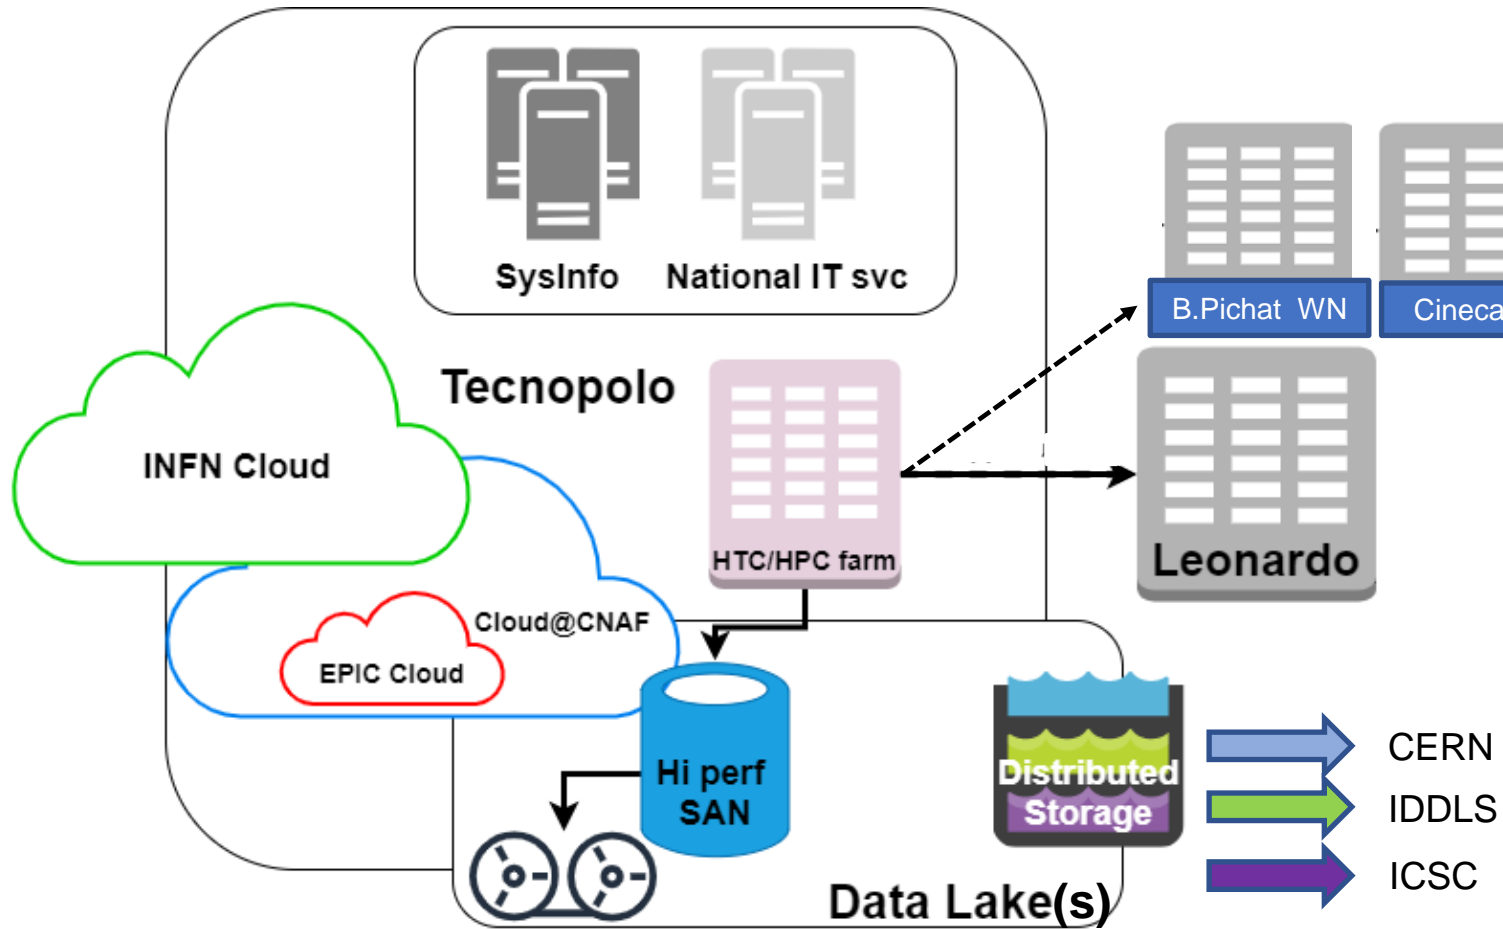 SysInfo
National IT svc
B.Pichat WN
Cineca
Tecnopolo
INFN Cloud
HTC/HPC farm
Leonardo
Cloud@CNAF
EPIC Cloud
Hi perf
SAN
Distributed
Storage
CERN
IDDLS
ICSC
Data Lake(s)